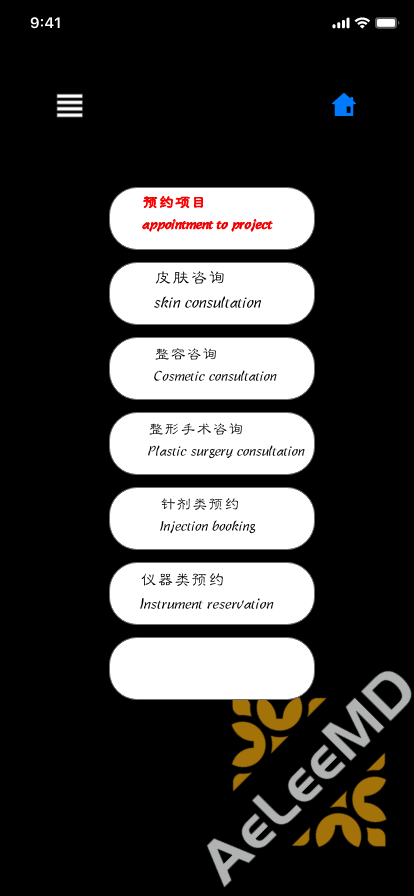 9:41
预约项目
appointment to project
皮肤咨询
skin consultation
整容咨询
Cosmetic consultation
整形手术咨询
Plastic surgery consultation
针剂类预约
Injection booking
仪器类预约
Instrument reservation
AeLeeMD